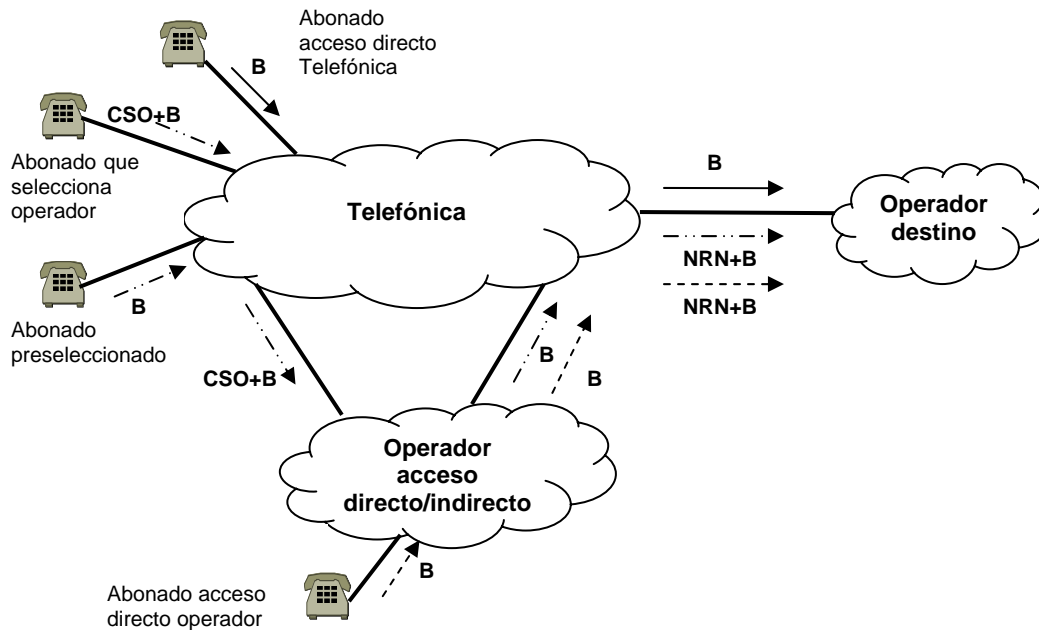 Abonado
acceso directo
Telefónica
B
CSO+B
Abonado que
selecciona
operador
Telefónica
B
Operador
destino
NRN+B
NRN+B
B
Abonado
preseleccionado
CSO+B
B
B
Operador
acceso
directo/indirecto
B
Abonado acceso
directo operador